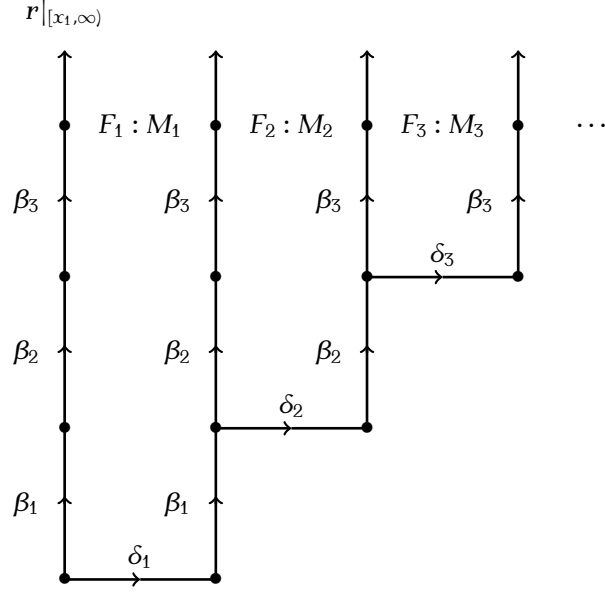 r|[x₁,∞)
F₁ : M₁ F₂ : M₂ F₃ : M₃ ⋯
β₃ β₃ β₃ β₃
δ₃
β₂ β₂ β₂
δ₂
β₁ β₁
δ₁